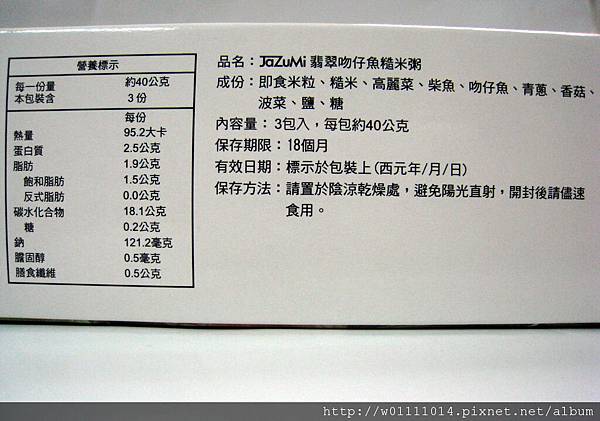 營養標示
每一份量 約40公克
本包裝含 3 份
每份
熱量 95.2大卡
蛋白質 2.5公克
脂肪 1.9公克
飽和脂肪 1.5公克
反式脂肪 0.0公克
碳水化合物 18.1公克
糖 0.2公克
鈉 121.2毫克
膽固醇 0.5毫克
膳食纖維 0.5公克
品名：JaZuMi 翡翠吻仔魚糙米粥
成份：即食米粒、糙米、高麗菜、柴魚、吻仔魚、青蔥、香菇、
波菜、鹽、糖
內容量：3包入，每包約40公克
保存期限：18個月
有效日期：標示於包裝上(西元年/月/日)
保存方法：請置於陰涼乾燥處，避免陽光直射，開封後請儘速
食用。
http://w01111014.pixnet.net/album